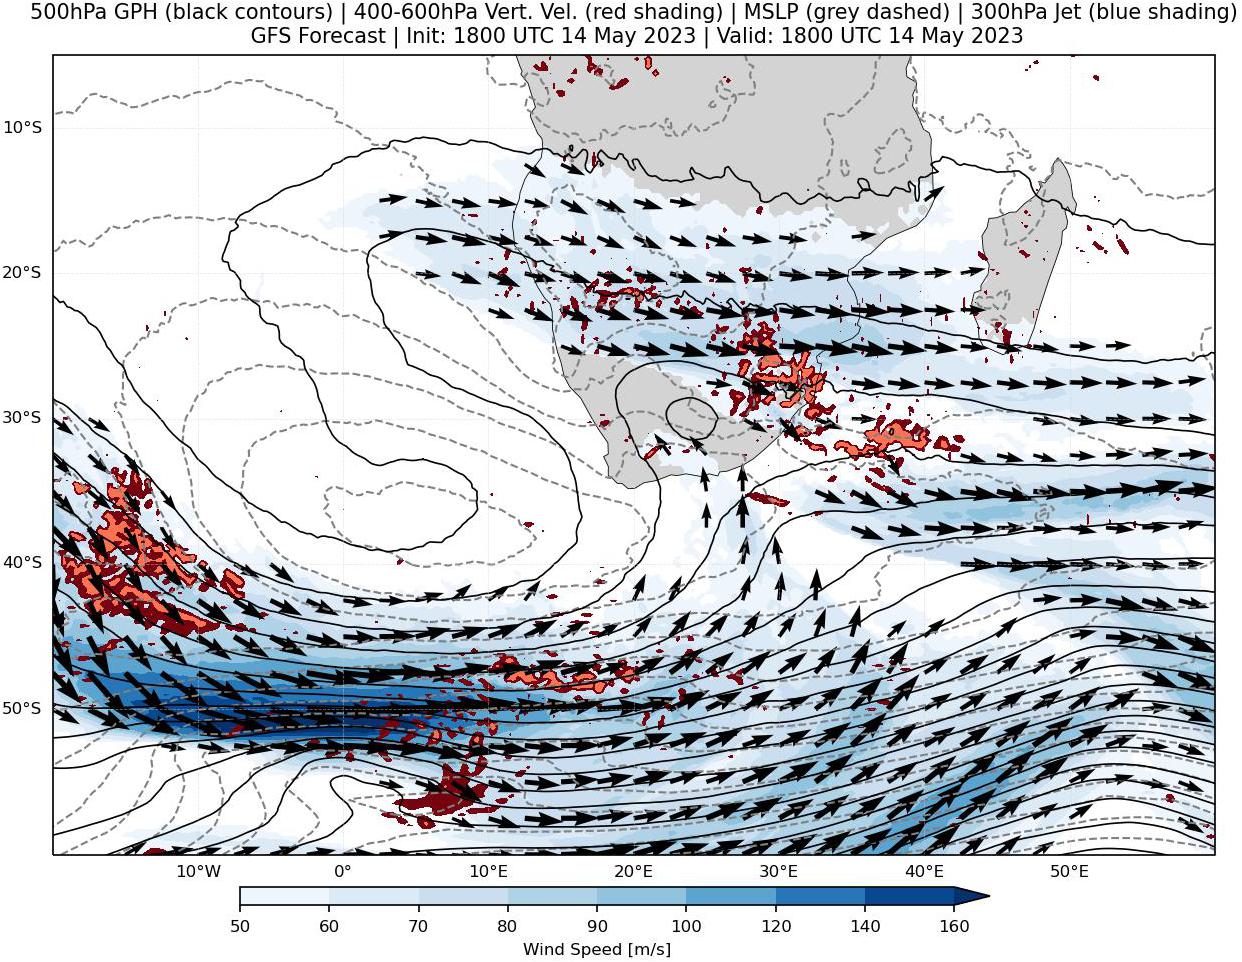 500hPa GPH (black contours) | 400-600hPa Vert. Vel. (red shading) | MSLP (grey dashed) | 300hPa Jet (blue shading)
GFS Forecast | Init: 1800 UTC 14 May 2023 | Valid: 1800 UTC 14 May 2023
10°S
20°S
30°S
40°S
50°S
10°W 0° 10°E 20°E 30°E 40°E 50°E
50 60 70 80 90 100 120 140 160
Wind Speed [m/s]